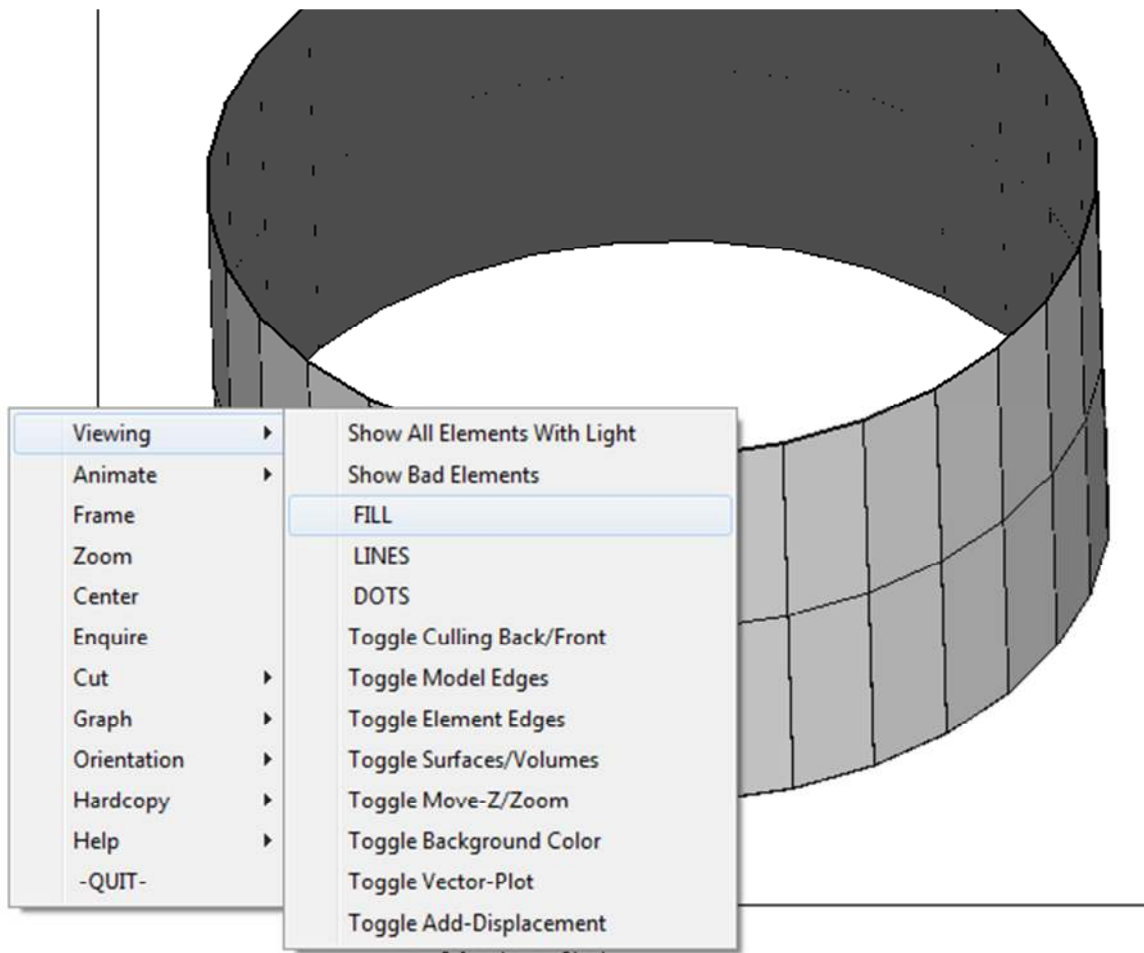 Viewing
Animate
Frame
Zoom
Center
Enquire
Cut
Graph
Orientation
Hardcopy
Help
-QUIT-
Show All Elements With Light
Show Bad Elements
FILL
LINES
DOTS
Toggle Culling Back/Front
Toggle Model Edges
Toggle Element Edges
Toggle Surfaces/Volumes
Toggle Move-Z/Zoom
Toggle Background Color
Toggle Vector-Plot
Toggle Add-Displacement